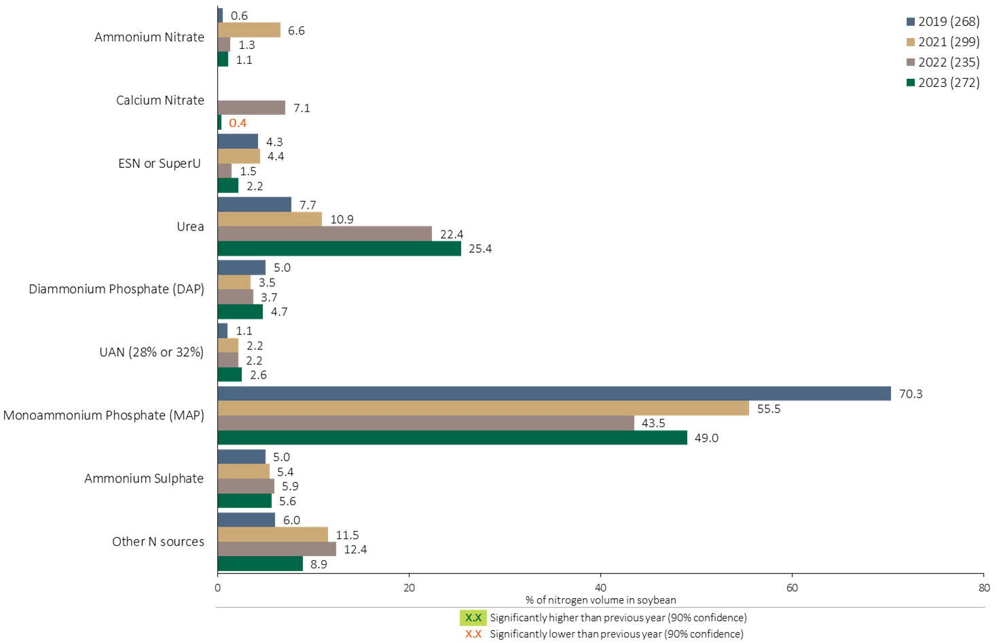 2019 (268)
2021 (299)
2022 (235)
2023 (272)
Ammonium Nitrate
0.6
6.6
1.3
1.1
Calcium Nitrate
7.1
0.4
ESN or SuperU
4.3
4.4
1.5
2.2
Urea
7.7
10.9
22.4
25.4
Diammonium Phosphate (DAP)
5.0
3.5
3.7
4.7
UAN (28% or 32%)
1.1
2.2
2.2
2.6
Monoammonium Phosphate (MAP)
70.3
55.5
43.5
49.0
Ammonium Sulphate
5.0
5.4
5.9
5.6
Other N sources
6.0
11.5
12.4
8.9
0 20 40 60 80
% of nitrogen volume in soybean
X.X Significantly higher than previous year (90% confidence)
X.X Significantly lower than previous year (90% confidence)